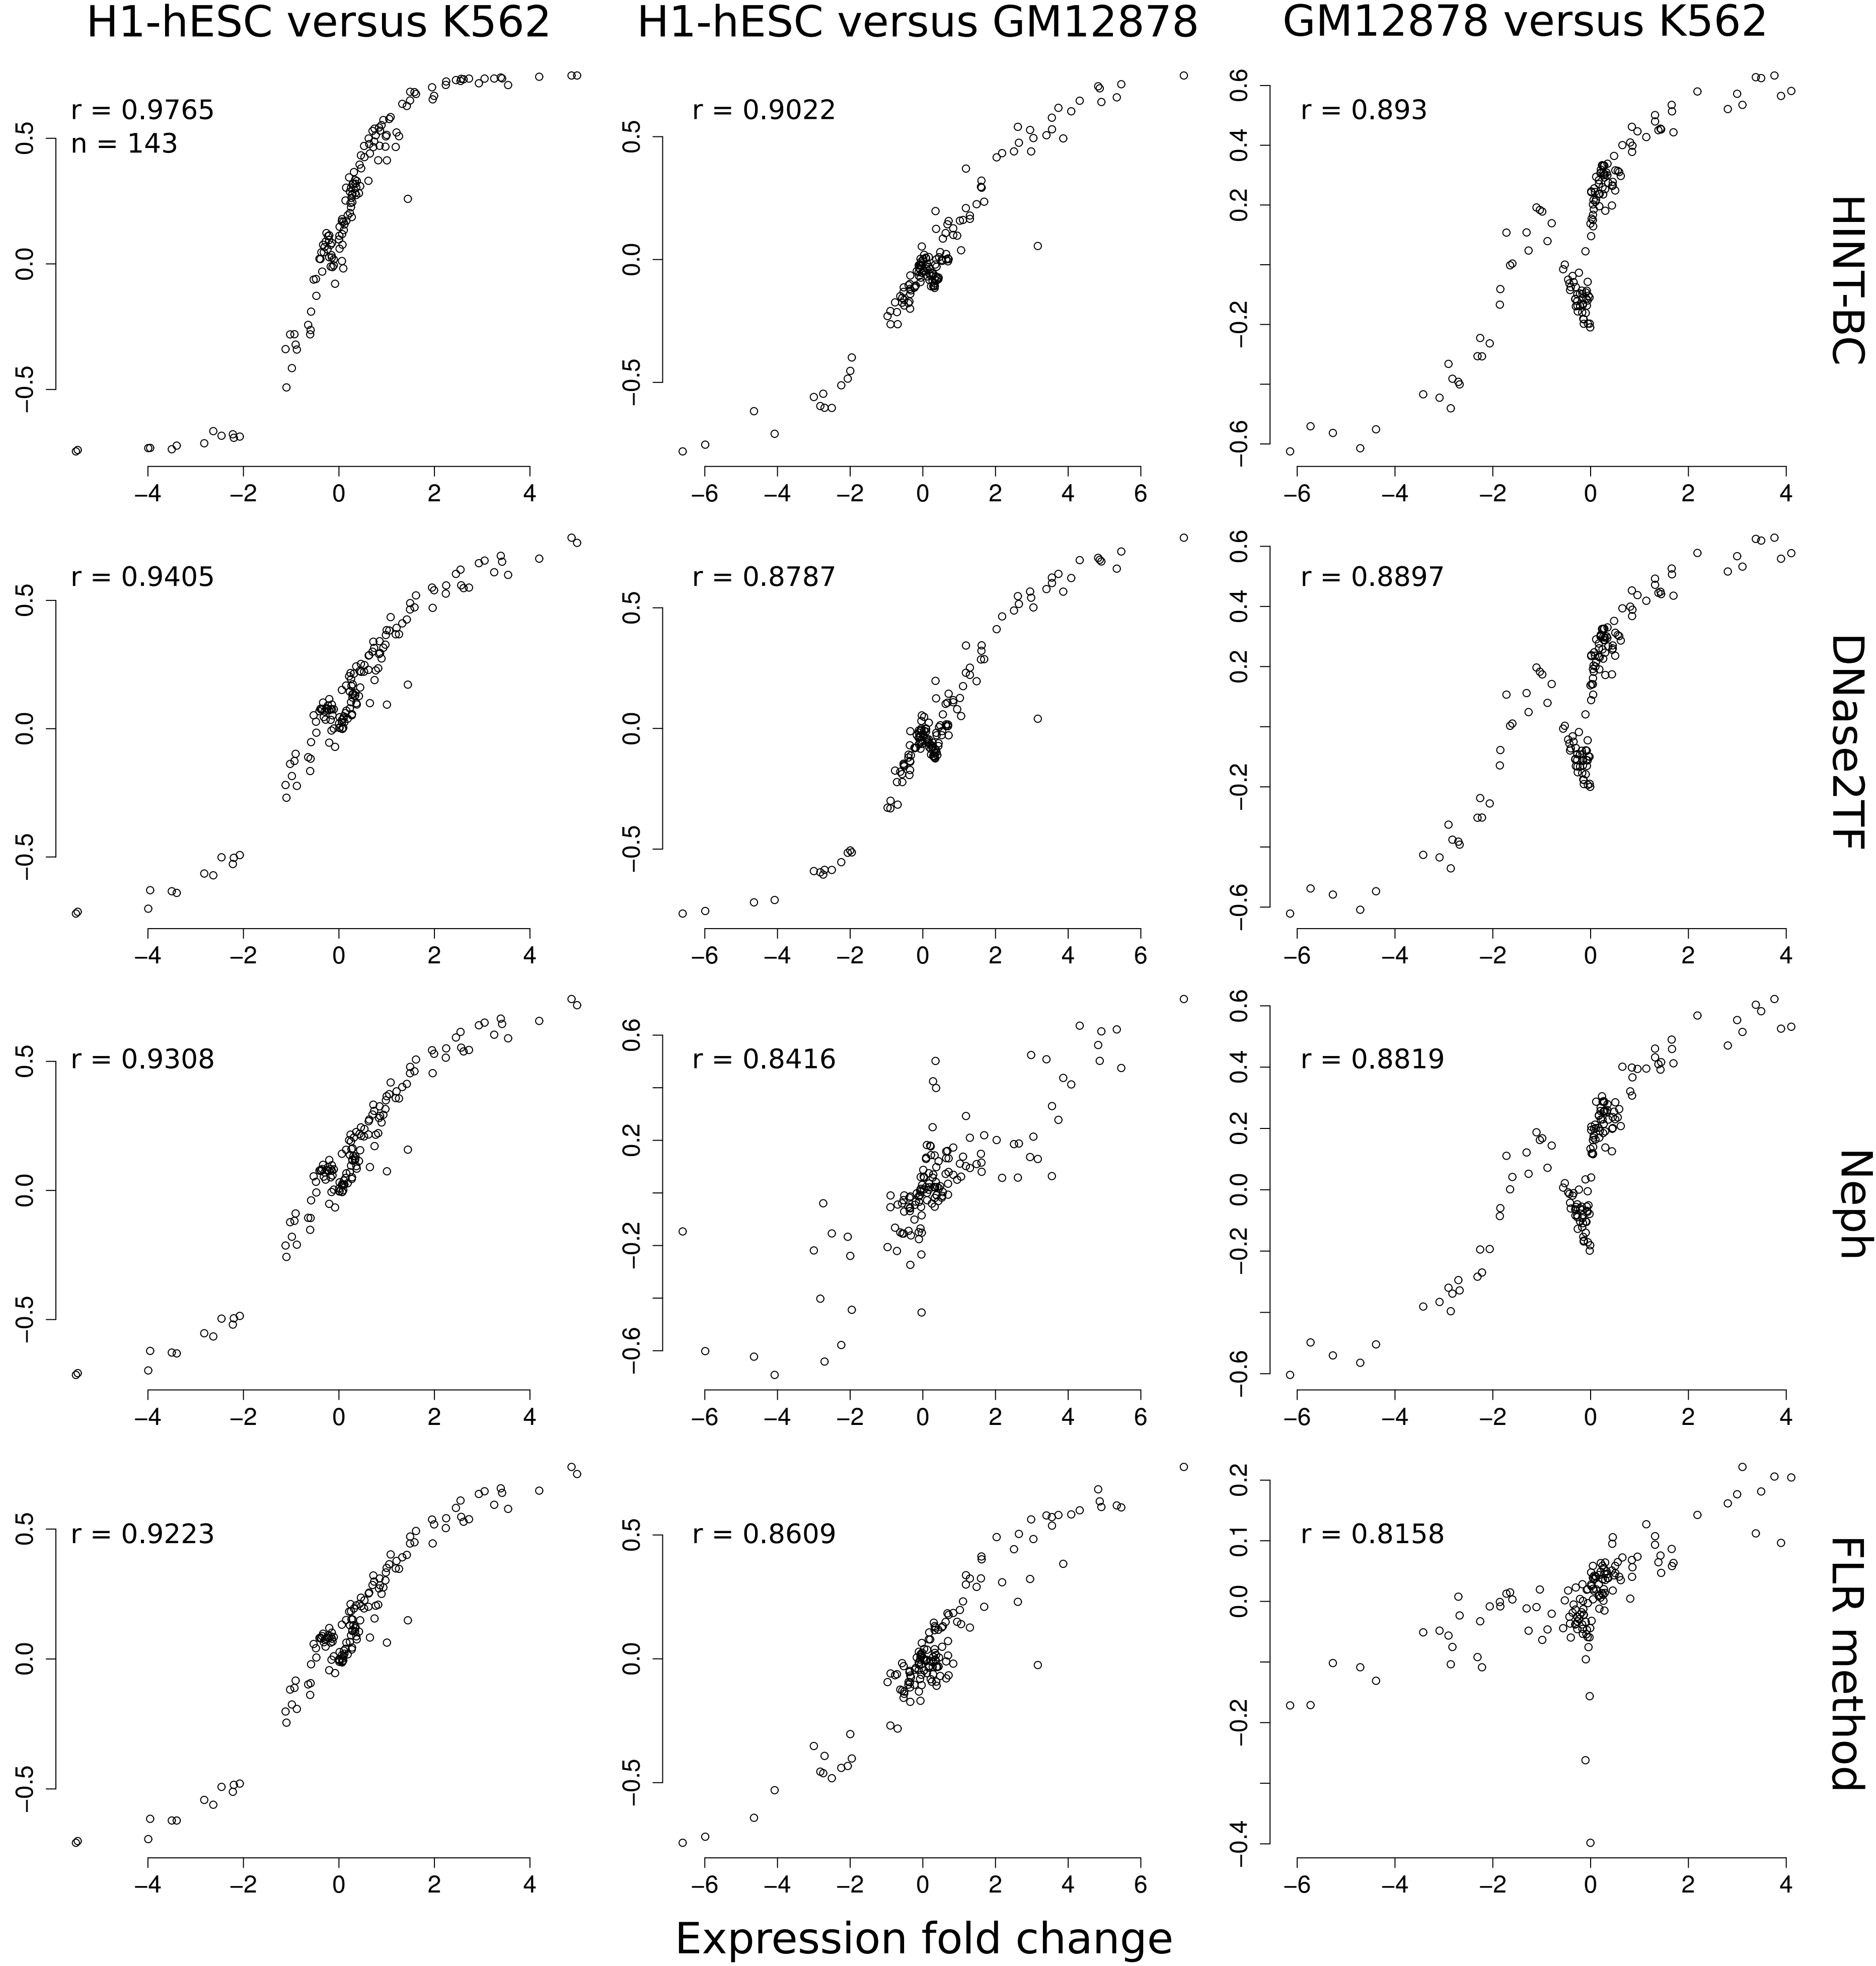 H1-hESC versus K562
H1-hESC versus GM12878
GM12878 versus K562
r = 0.9765
n = 143
0.5
0.0
−0.5
−4 −2 0 2 4
r = 0.9022
0.5
0.0
−0.5
−6 −4 −2 0 2 4 6
r = 0.893
0.6
0.4
0.2
−0.2
−0.6
−6 −4 −2 0 2 4
HINT-BC
r = 0.9405
0.5
0.0
−0.5
−4 −2 0 2 4
r = 0.8787
0.5
0.0
−0.5
−6 −4 −2 0 2 4 6
r = 0.8897
0.6
0.4
0.2
−0.2
−0.6
−6 −4 −2 0 2 4
DNase2TF
r = 0.9308
0.5
0.0
−0.5
−4 −2 0 2 4
r = 0.8416
0.6
0.2
−0.2
−0.6
−6 −4 −2 0 2 4 6
r = 0.8819
0.6
0.4
0.2
0.0
−0.2
−0.6
−6 −4 −2 0 2 4
Neph
r = 0.9223
0.5
0.0
−0.5
−4 −2 0 2 4
r = 0.8609
0.5
0.0
−0.5
−6 −4 −2 0 2 4 6
r = 0.8158
0.2
0.1
0.0
−0.2
−0.4
−6 −4 −2 0 2 4
FLR method
Expression fold change